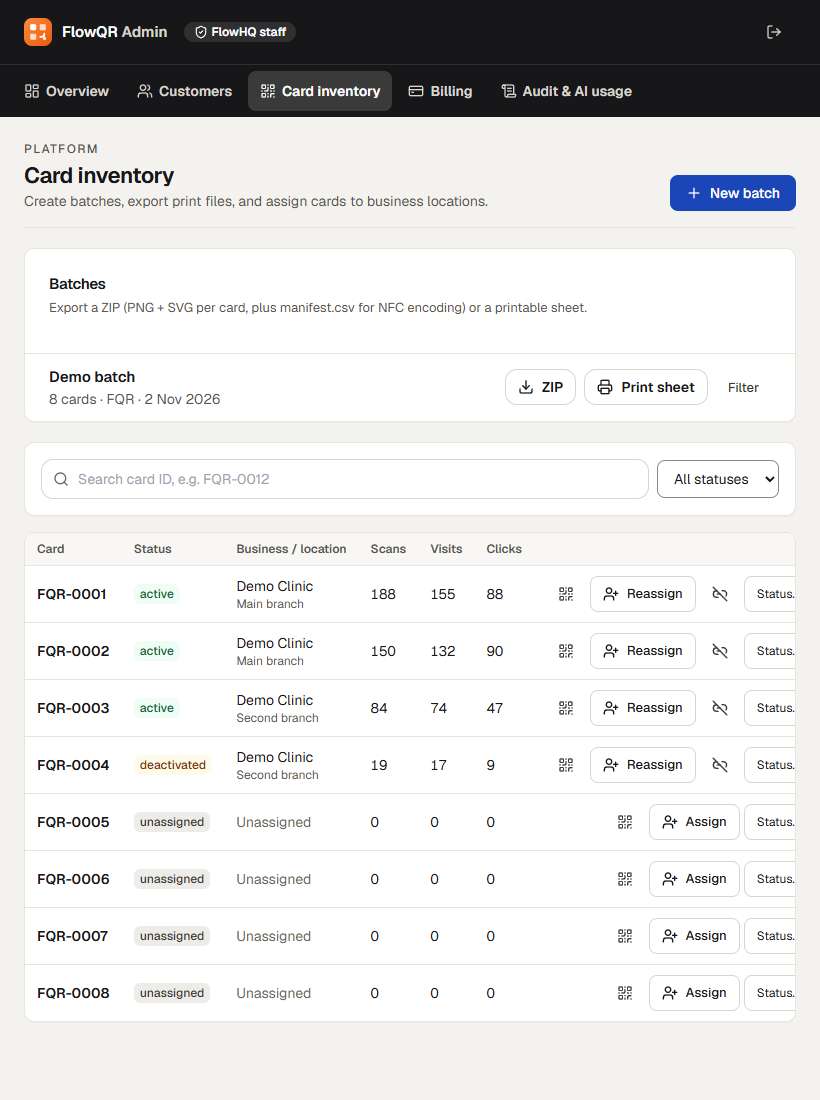 FlowQR Admin FlowHQ staff
Overview Customers Card inventory Billing Audit & AI usage
PLATFORM
Card inventory
Create batches, export print files, and assign cards to business locations.
New batch
Batches
Export a ZIP (PNG + SVG per card, plus manifest.csv for NFC encoding) or a printable sheet.
Demo batch
8 cards · FQR · 2 Nov 2026
ZIP Print sheet Filter
Search card ID, e.g. FQR-0012 All statuses
Card Status Business / location Scans Visits Clicks
FQR-0001 active Demo Clinic 188 155 88 Reassign Status.
Main branch
FQR-0002 active Demo Clinic 150 132 90 Reassign Status.
Main branch
FQR-0003 active Demo Clinic 84 74 47 Reassign Status.
Second branch
FQR-0004 deactivated Demo Clinic 19 17 9 Reassign Status.
Second branch
FQR-0005 unassigned Unassigned 0 0 0 Assign Status.
FQR-0006 unassigned Unassigned 0 0 0 Assign Status.
FQR-0007 unassigned Unassigned 0 0 0 Assign Status.
FQR-0008 unassigned Unassigned 0 0 0 Assign Status.